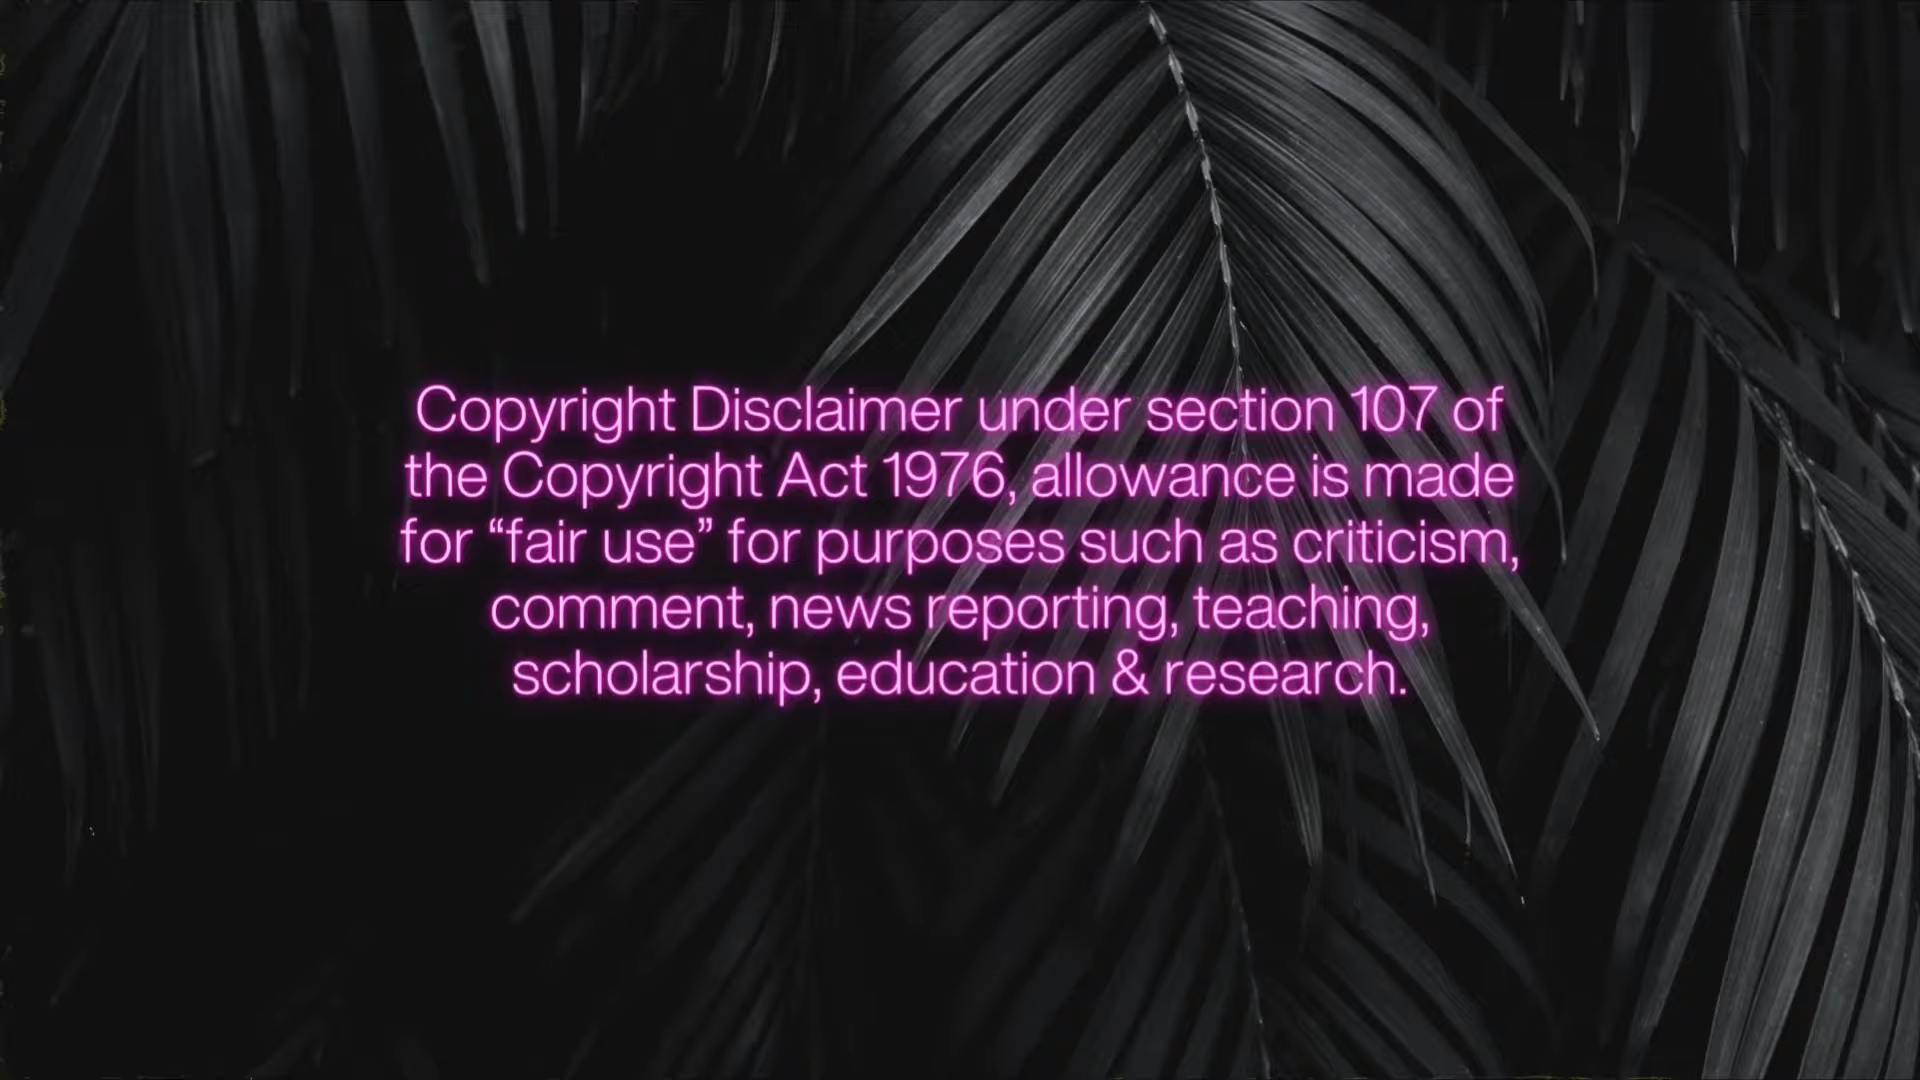 Copyright Disclaimer under section 107 of
the Copyright Act 1976, allowance is made
for “fair use” for purposes such as criticism,
comment, news reporting, teaching,
scholarship, education & research.